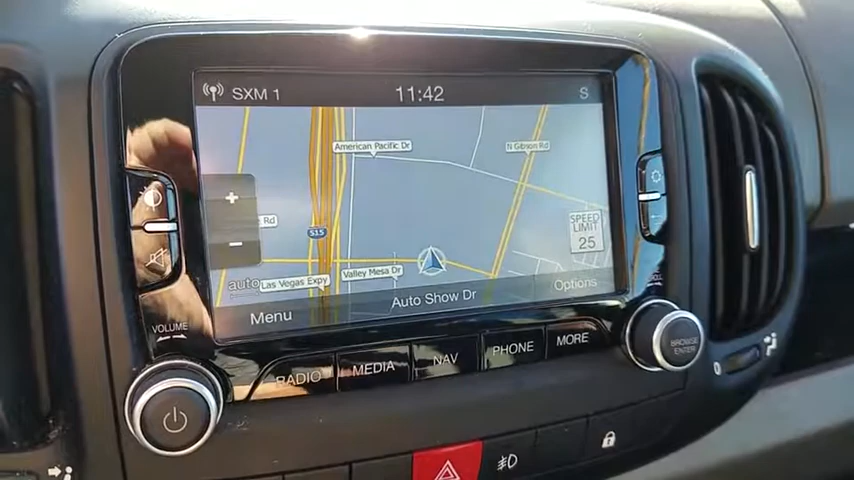 SXM 1
11:42
S
American Pacific Dr
N Gibson Rd
Rd
+
515
SPEED
LIMIT
25
auto
Las Vegas Expy
Valley Mesa Dr
Menu
Auto Show Dr
Options
VOLUME
SCROLL
RADIO
MEDIA
NAV
PHONE
MORE
BROWSE
ENTER